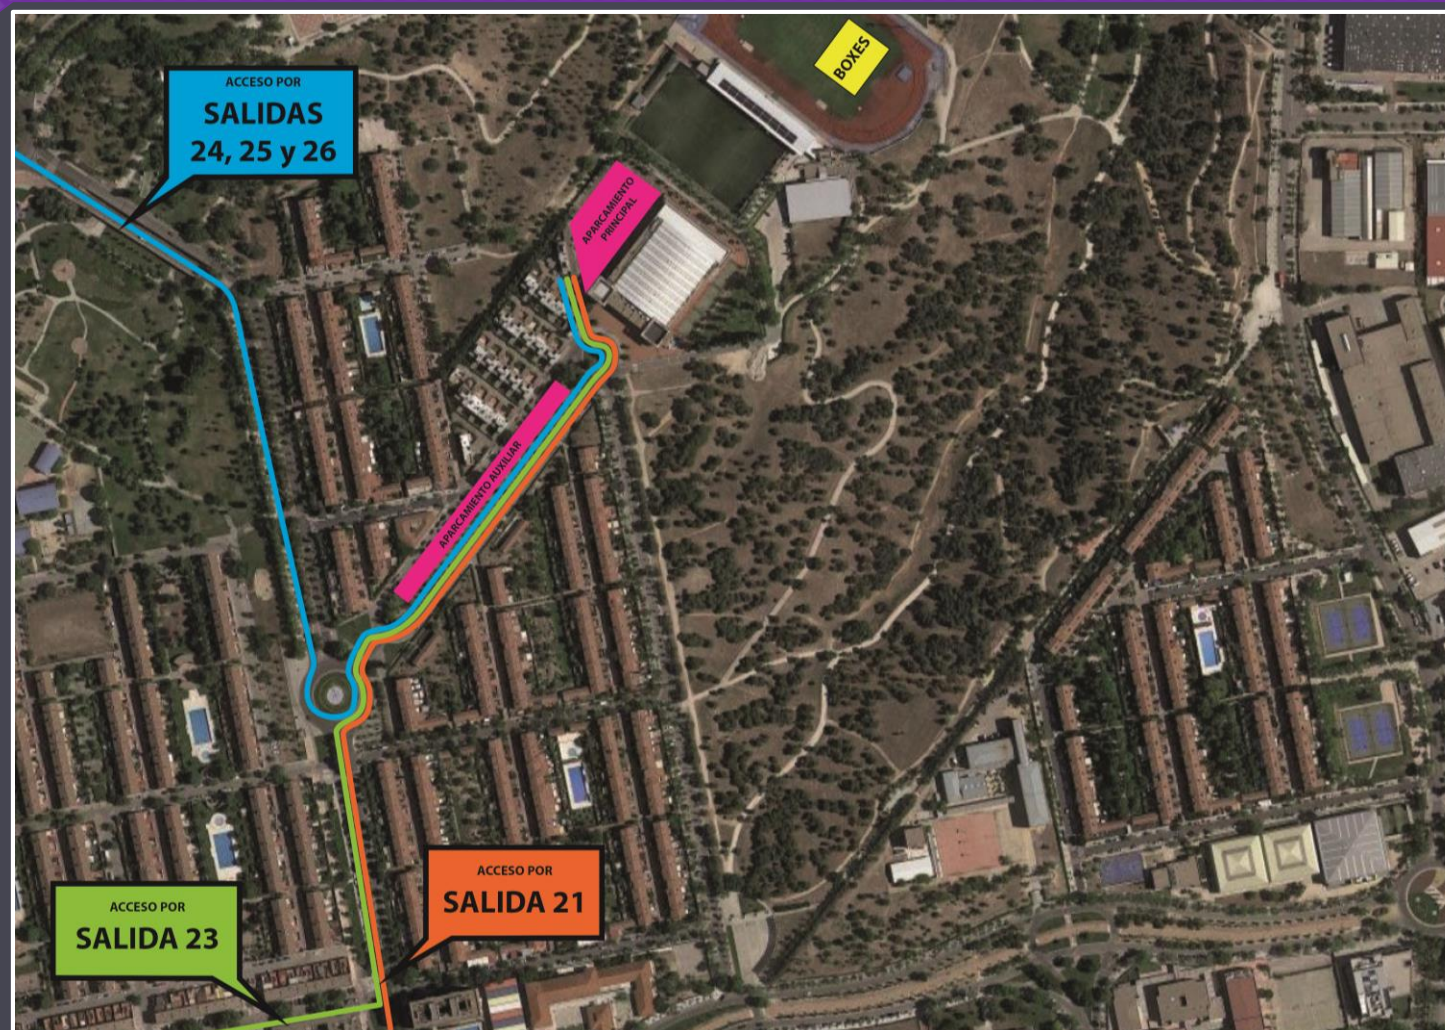 BOXES
ACCESO POR
SALIDAS
24, 25 y 26
APARCAMIENTO
PRINCIPAL
APARCAMIENTO AUXILIAR
ACCESO POR
SALIDA 21
ACCESO POR
SALIDA 23